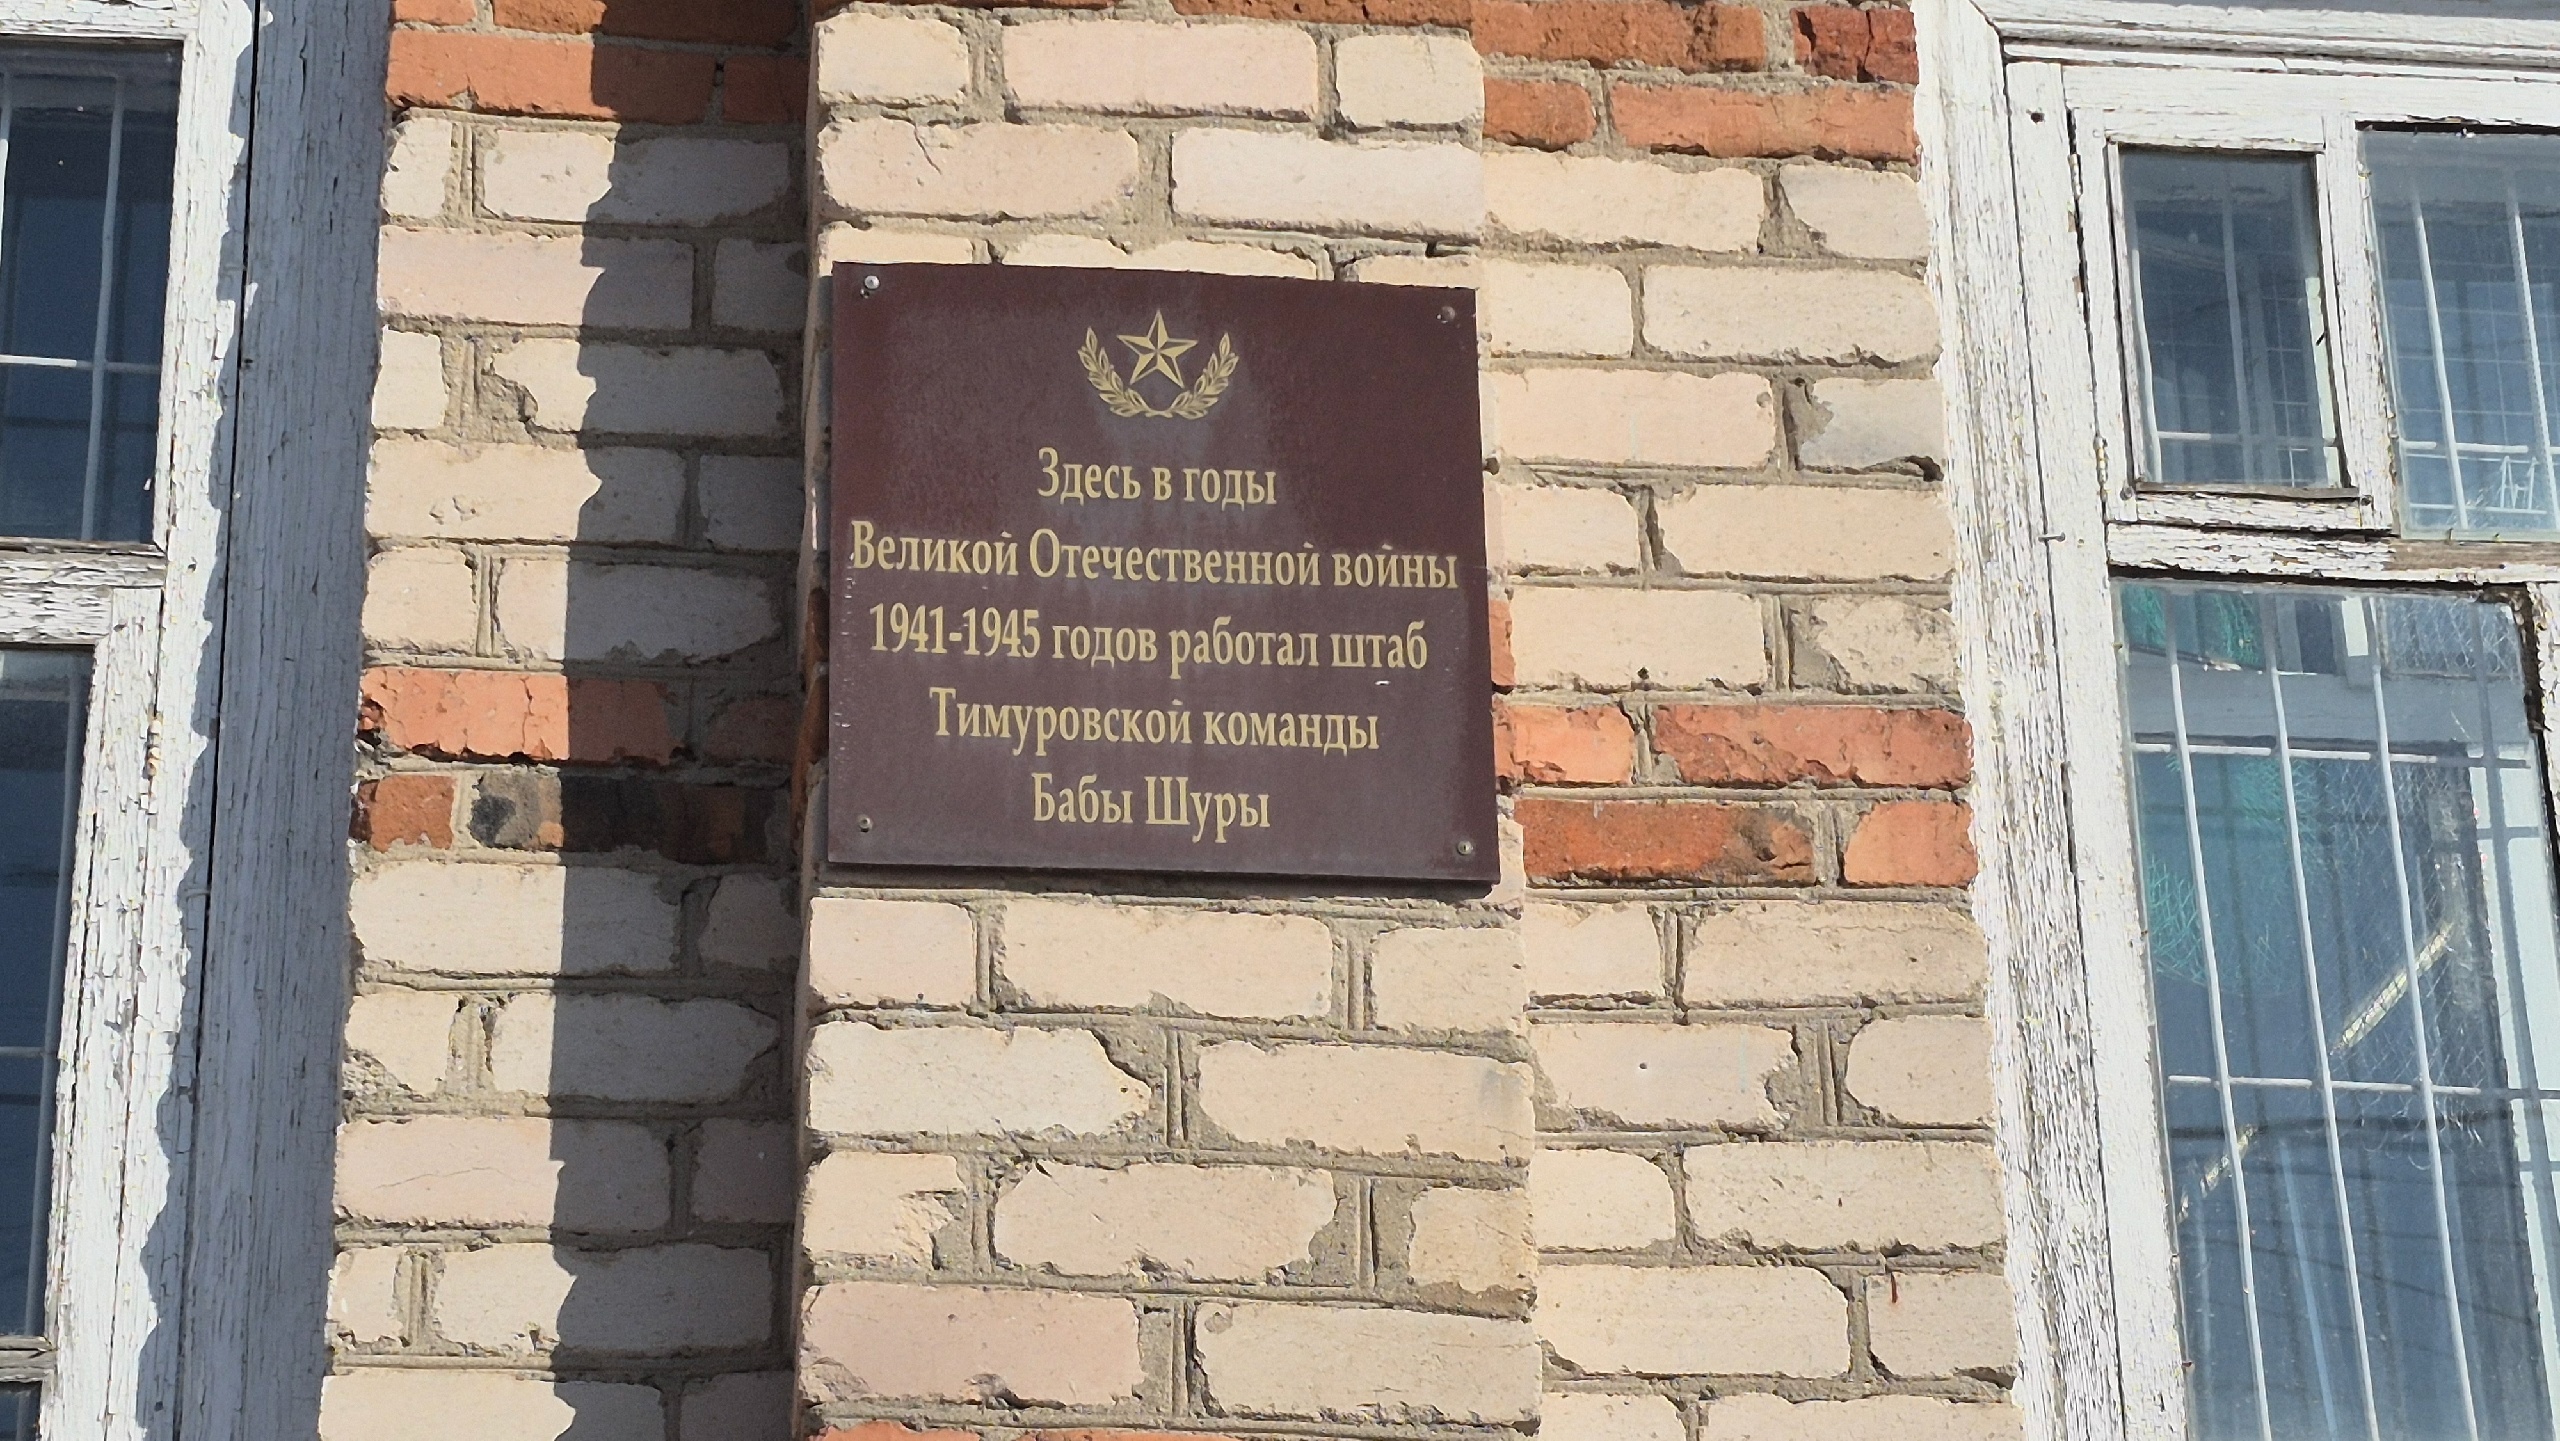 Здесь в годы
Великой Отечественной войны
1941-1945 годов работал штаб
Тимуровской команды
Бабы Шуры